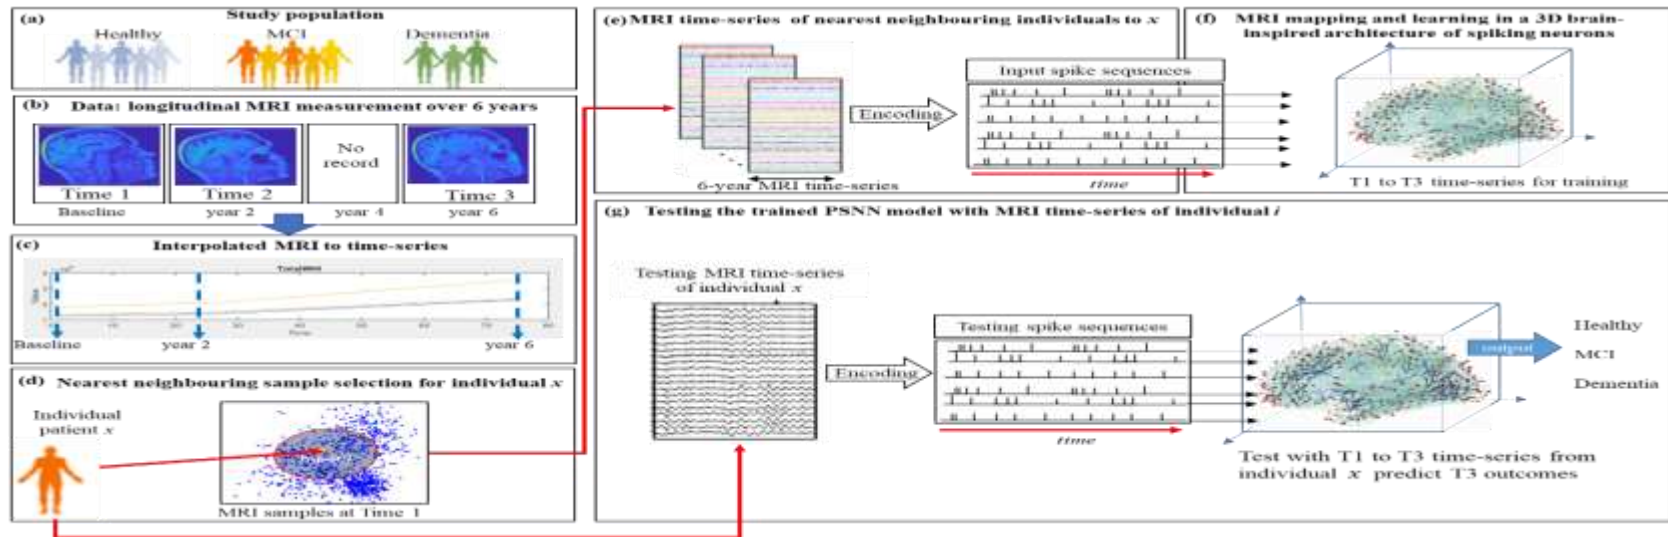 (a) Study population
Healthy MCI Dementia
(b) Data: longitudinal MRI measurement over 6 years
No
record
Time 1 Time 2 Time 3
Baseline year 2 year 4 year 6
(c) Interpolated MRI to time-series
Baseline year 2 year 6
(d) Nearest neighbouring sample selection for individual x
Individual
patient x
MRI samples at Time 1
(e) MRI time-series of nearest neighbouring individuals to x
Input spike sequences
Encoding
6-year MRI time-series
time
(f) MRI mapping and learning in a 3D brain-
inspired architecture of spiking neurons
T1 to T3 time-series for training
(g) Testing the trained PSNN model with MRI time-series of individual i
Testing MRI time-series
of individual x
Testing spike sequences
Encoding
time
output
Healthy
MCI
Dementia
Test with T1 to T3 time-series from
individual x predict T3 outcomes